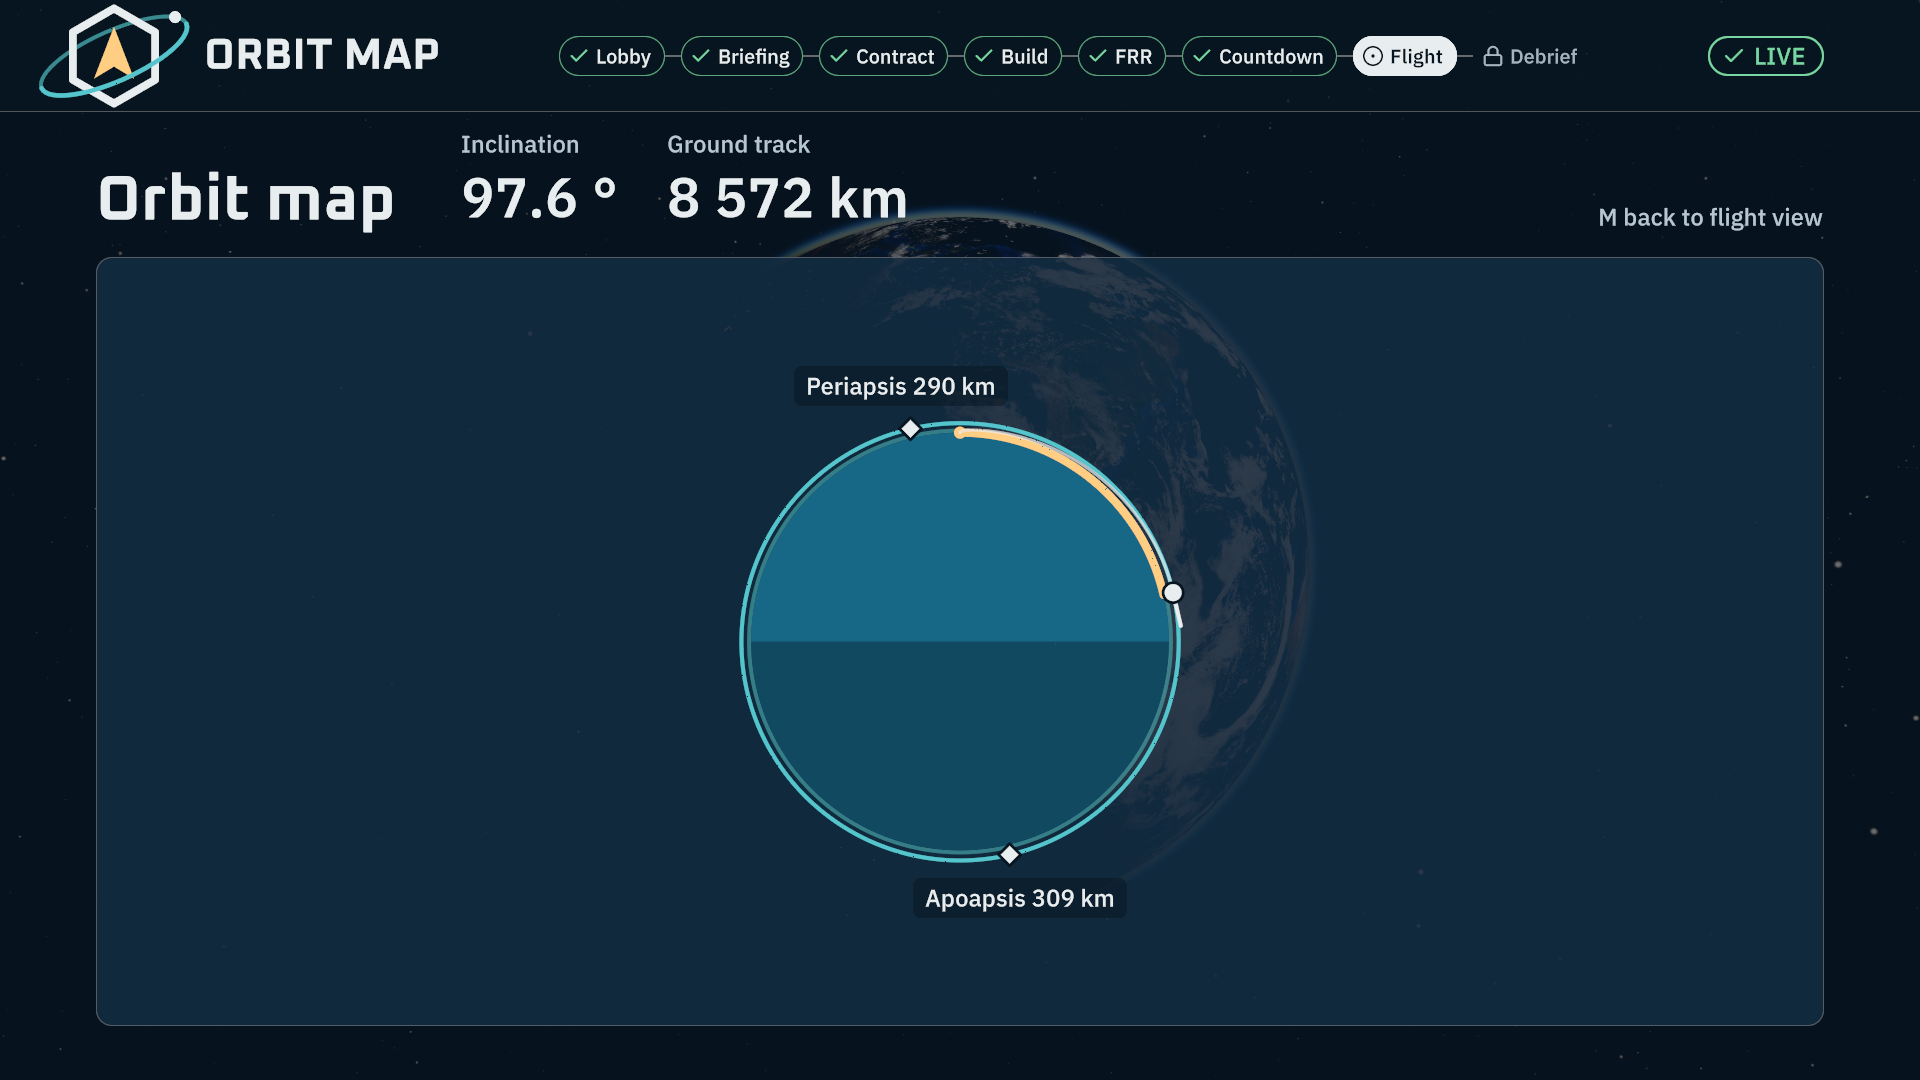 ORBIT MAP
Lobby
Briefing
Contract
Build
FRR
Countdown
Flight
Debrief
LIVE
Orbit map
Inclination
97.6 °
Ground track
8 572 km
M back to flight view
Periapsis 290 km
Apoapsis 309 km